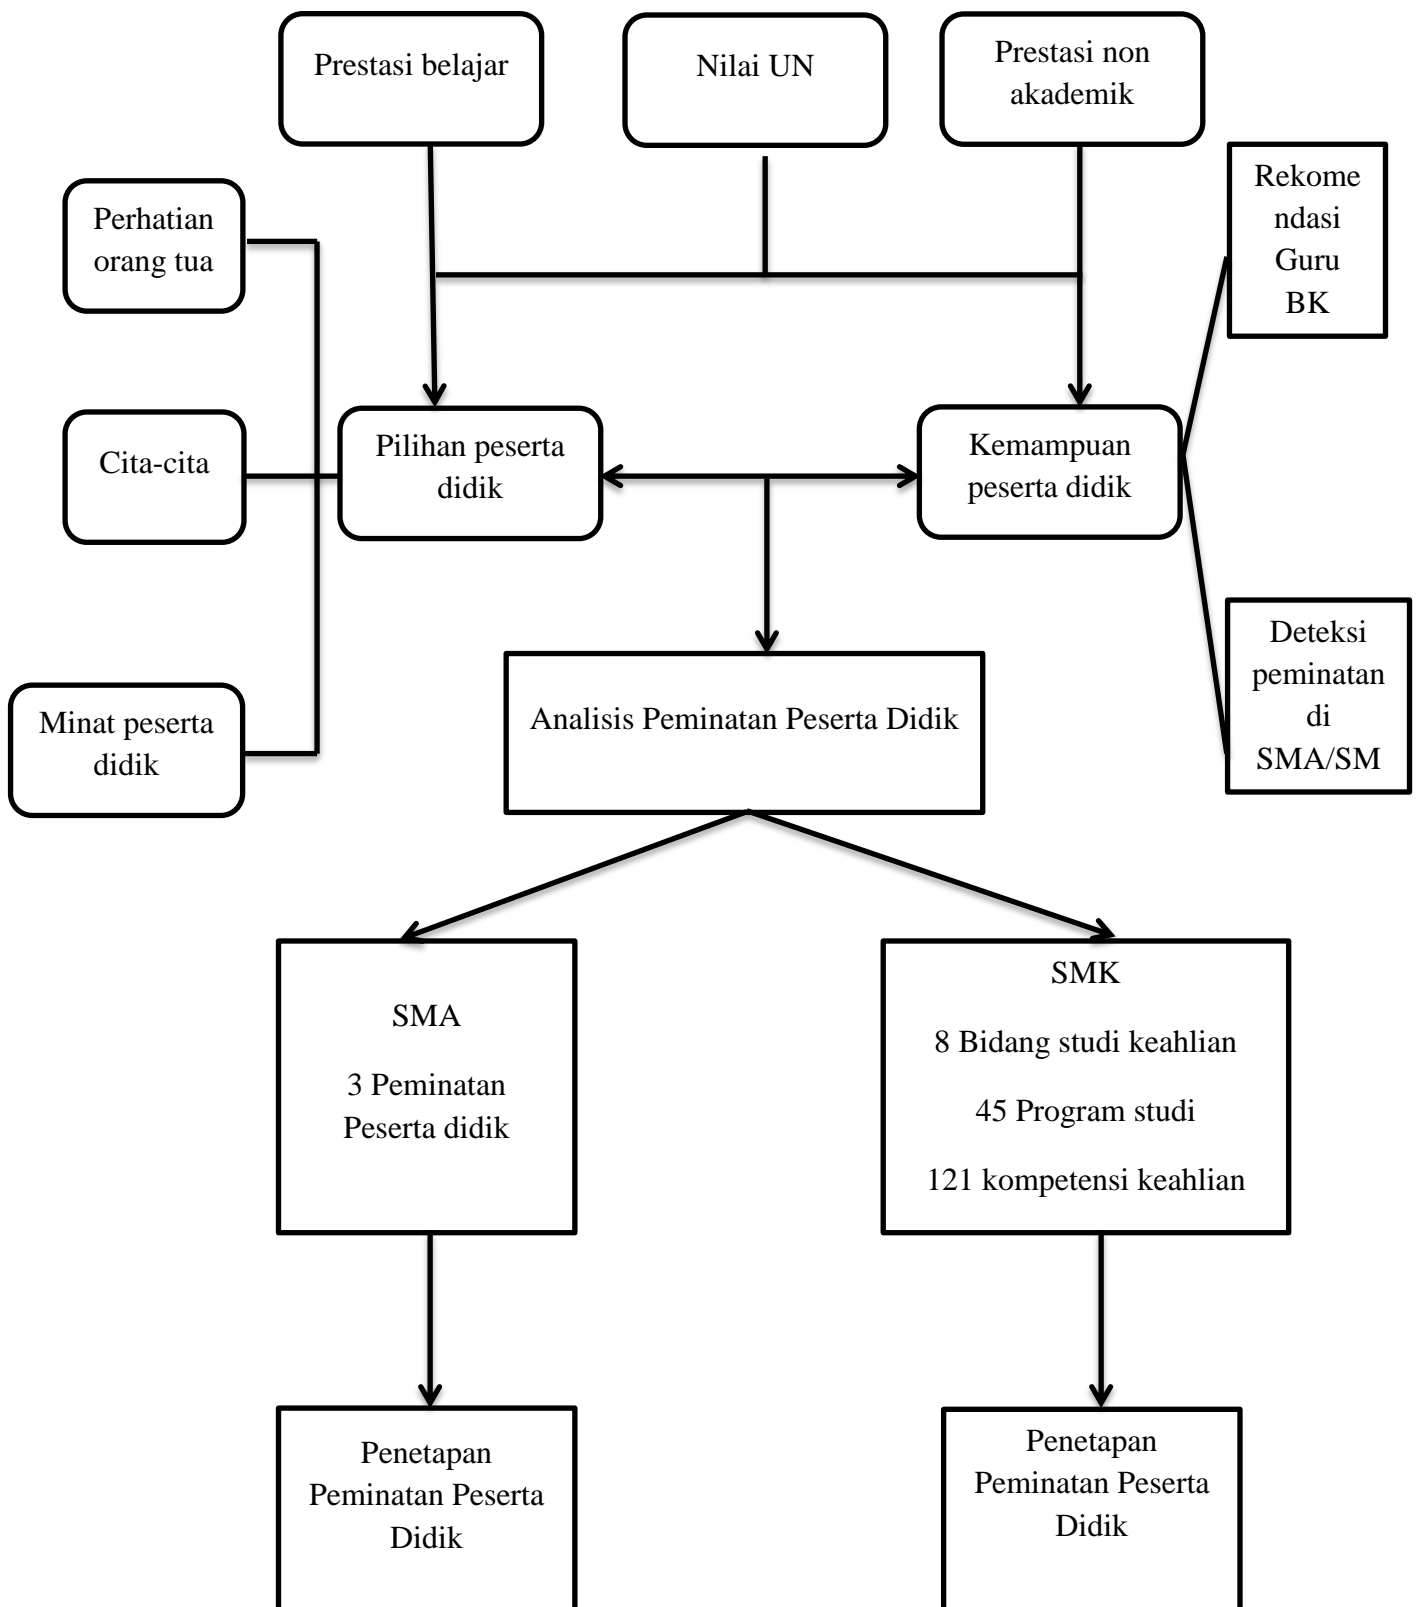 Prestasi belajar
Nilai UN
Prestasi non
akademik
Rekome
ndasi
Guru
BK
Perhatian
orang tua
Cita-cita
Pilihan peserta
didik
Kemampuan
peserta didik
Minat peserta
didik
Analisis Peminatan Peserta Didik
Deteksi
peminatan
di
SMA/SM
SMA
3 Peminatan
Peserta didik
SMK
8 Bidang studi keahlian
45 Program studi
121 kompetensi keahlian
Penetapan
Peminatan Peserta
Didik
Penetapan
Peminatan Peserta
Didik